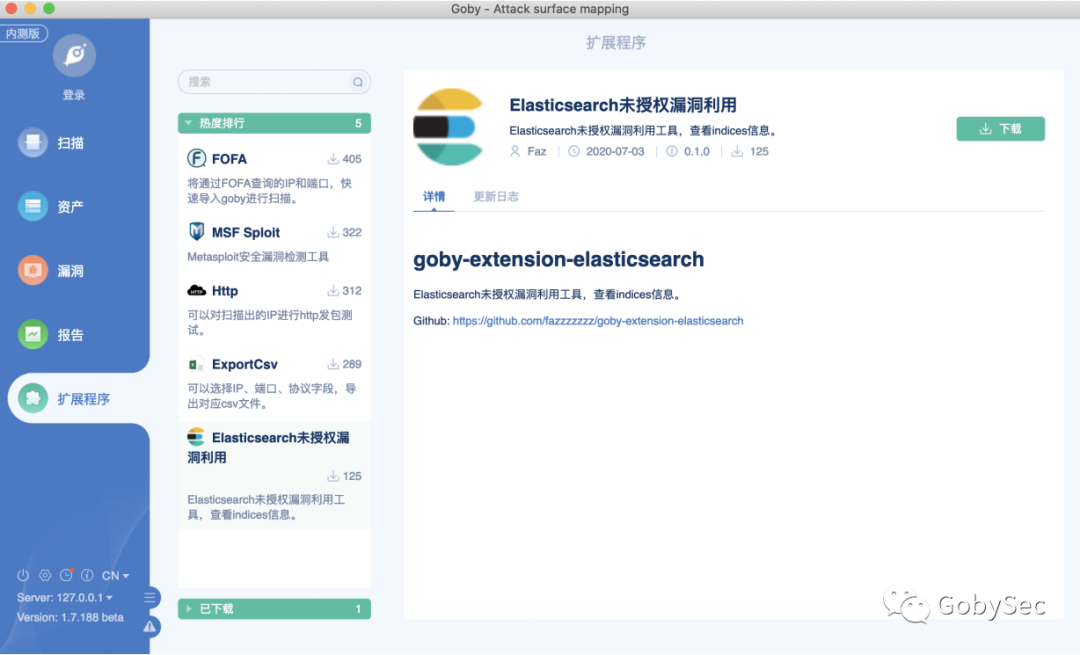 Goby - Attack surface mapping
内测版
登录
扫描
资产
漏洞
报告
扩展程序
CN
Server: 127.0.0.1
Version: 1.7.188 beta
扩展程序
搜索
热度排行 5
FOFA 405
将通过FOFA查询的IP和端口，快
速导入goby进行扫描。
MSF Sploit 322
Metasploit安全漏洞检测工具
HTTP
Http 312
可以对扫描出的IP进行http发包测
试。
ExportCsv 289
可以选择IP、端口、协议字段，导
出对应csv文件。
Elasticsearch未授权漏
洞利用
125
Elasticsearch未授权漏洞利用工
具，查看indices信息。
已下载 1
Elasticsearch未授权漏洞利用
Elasticsearch未授权漏洞利用工具，查看indices信息。
Faz 2020-07-03 0.1.0 125
下载
详情 更新日志
goby-extension-elasticsearch
Elasticsearch未授权漏洞利用工具，查看indices信息。
Github: https://github.com/fazzzzzzz/goby-extension-elasticsearch
GobySec